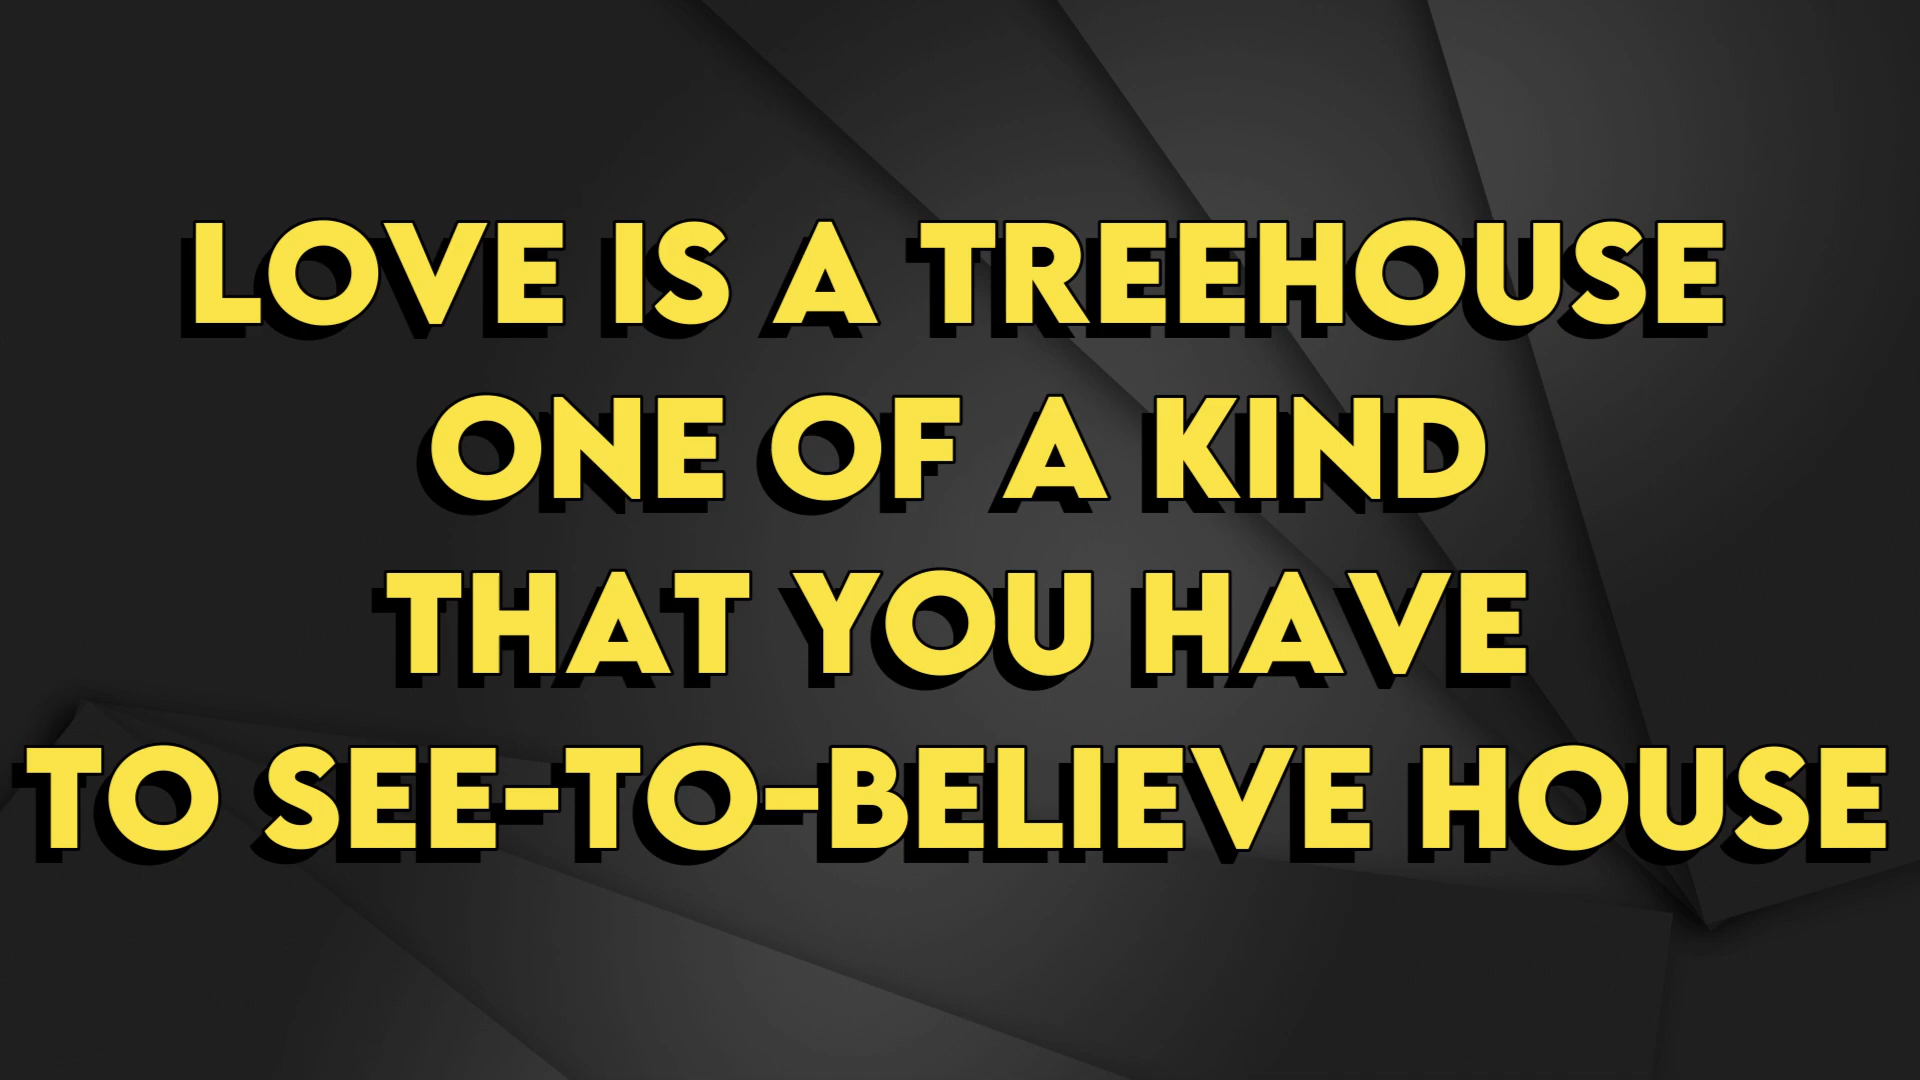 LOVE IS A TREEHOUSE
ONE OF A KIND
THAT YOU HAVE
TO SEE-TO-BELIEVE HOUSE